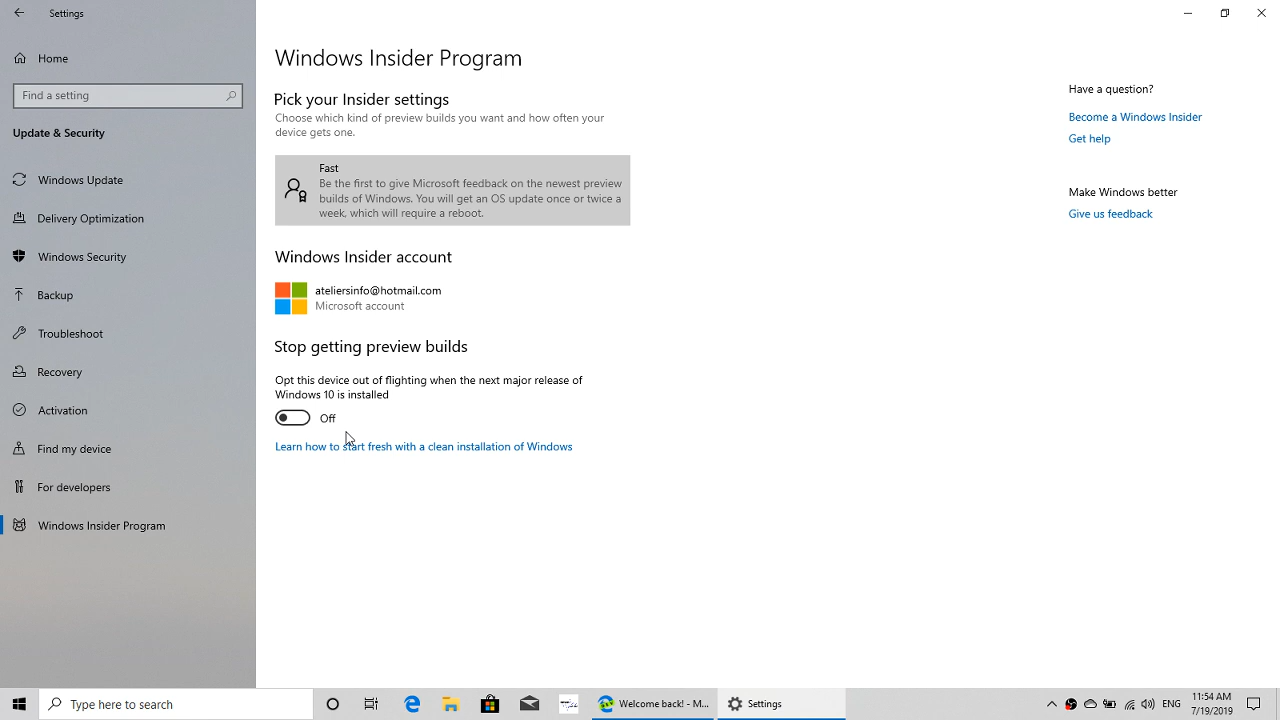 Settings
Home
Find a setting
Update & Security
Windows Update
Delivery Optimization
Windows Security
Backup
Troubleshoot
Recovery
Activation
Find my device
For developers
Windows Insider Program
Windows Insider Program
Pick your Insider settings
Choose which kind of preview builds you want and how often your
device gets one.
Fast
Be the first to give Microsoft feedback on the newest preview
builds of Windows. You will get an OS update once or twice a
week, which will require a reboot.
Windows Insider account
ateliersinfo@hotmail.com
Microsoft account
Stop getting preview builds
Opt this device out of flighting when the next major release of
Windows 10 is installed
Off
Learn how to start fresh with a clean installation of Windows
Have a question?
Become a Windows Insider
Get help
Make Windows better
Give us feedback
Type here to search
Welcome back! - M...
Settings
ENG
11:54 AM
7/19/2019